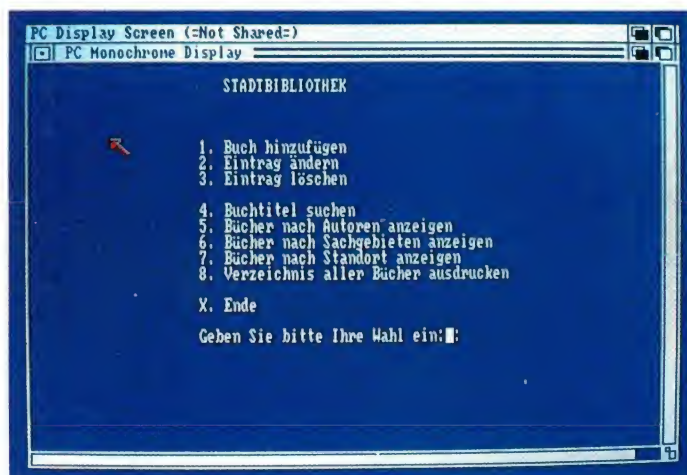 PC Display Screen (=Not Shared=)
PC Monochrome Display
STADTBIBLIOTHEK
1. Buch hinzufügen
2. Eintrag ändern
3. Eintrag löschen
4. Buchtitel suchen
5. Bücher nach Autoren anzeigen
6. Bücher nach Sachgebieten anzeigen
7. Bücher nach Standort anzeigen
8. Verzeichnis aller Bücher ausdrucken
X. Ende
Geben Sie bitte Ihre Wahl ein: :